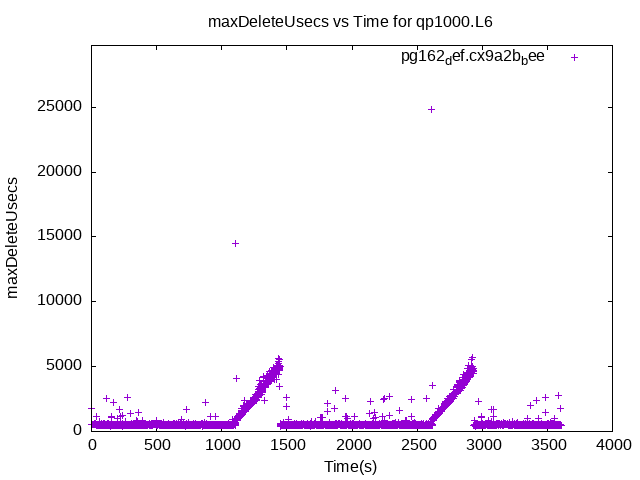 maxDeleteUsecs vs Time for qp1000.L6
pg162def.cx9a2bbee
25000
20000
15000
10000
5000
0
maxDeleteUsecs
0 500 1000 1500 2000 2500 3000 3500 4000
Time(s)